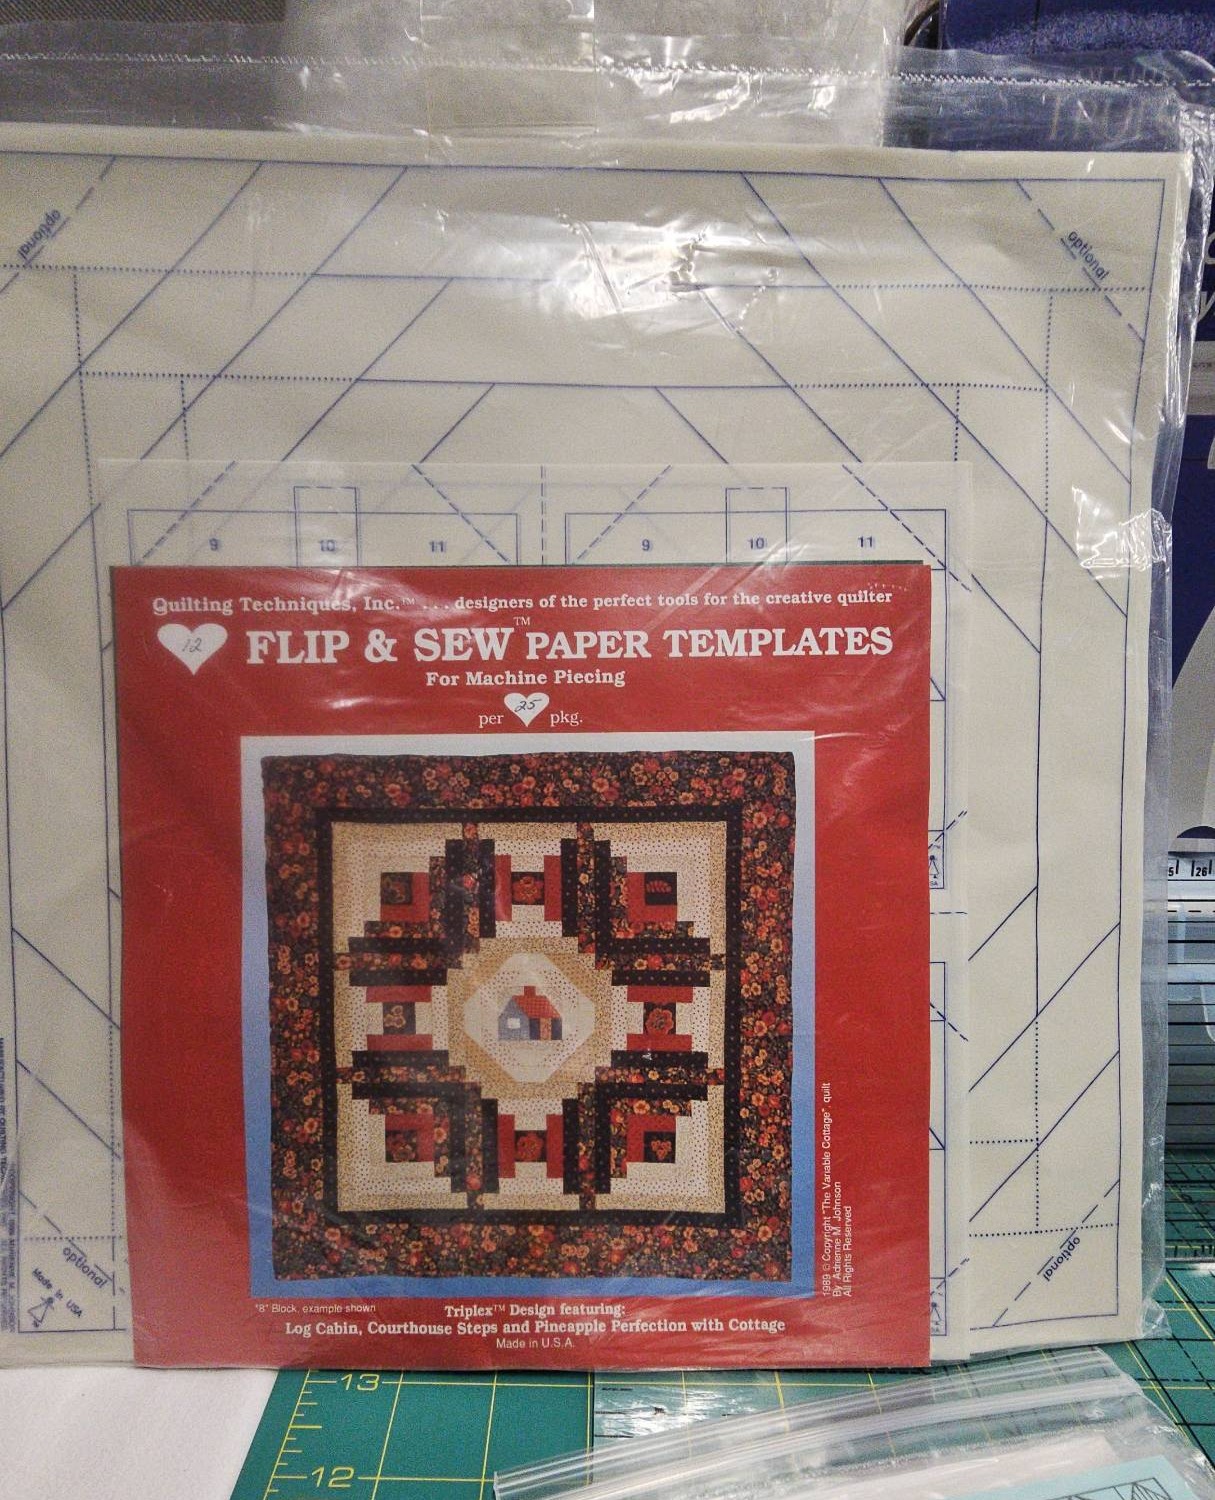 optional
optional
9
10
11
9
10
11
Quilting Techniques, Inc.™ . . . designers of the perfect tools for the creative quilter
12
FLIP & SEW™ PAPER TEMPLATES
For Machine Piecing
per 25 pkg.
1989 © Copyright "The Variable Cottage" quilt
By Adrienne M. Johnson
All Rights Reserved
"8" Block, example shown
Triplex™ Design featuring:
Log Cabin, Courthouse Steps and Pineapple Perfection with Cottage
Made in U.S.A.
optional
Made in USA
optional
26
13
12